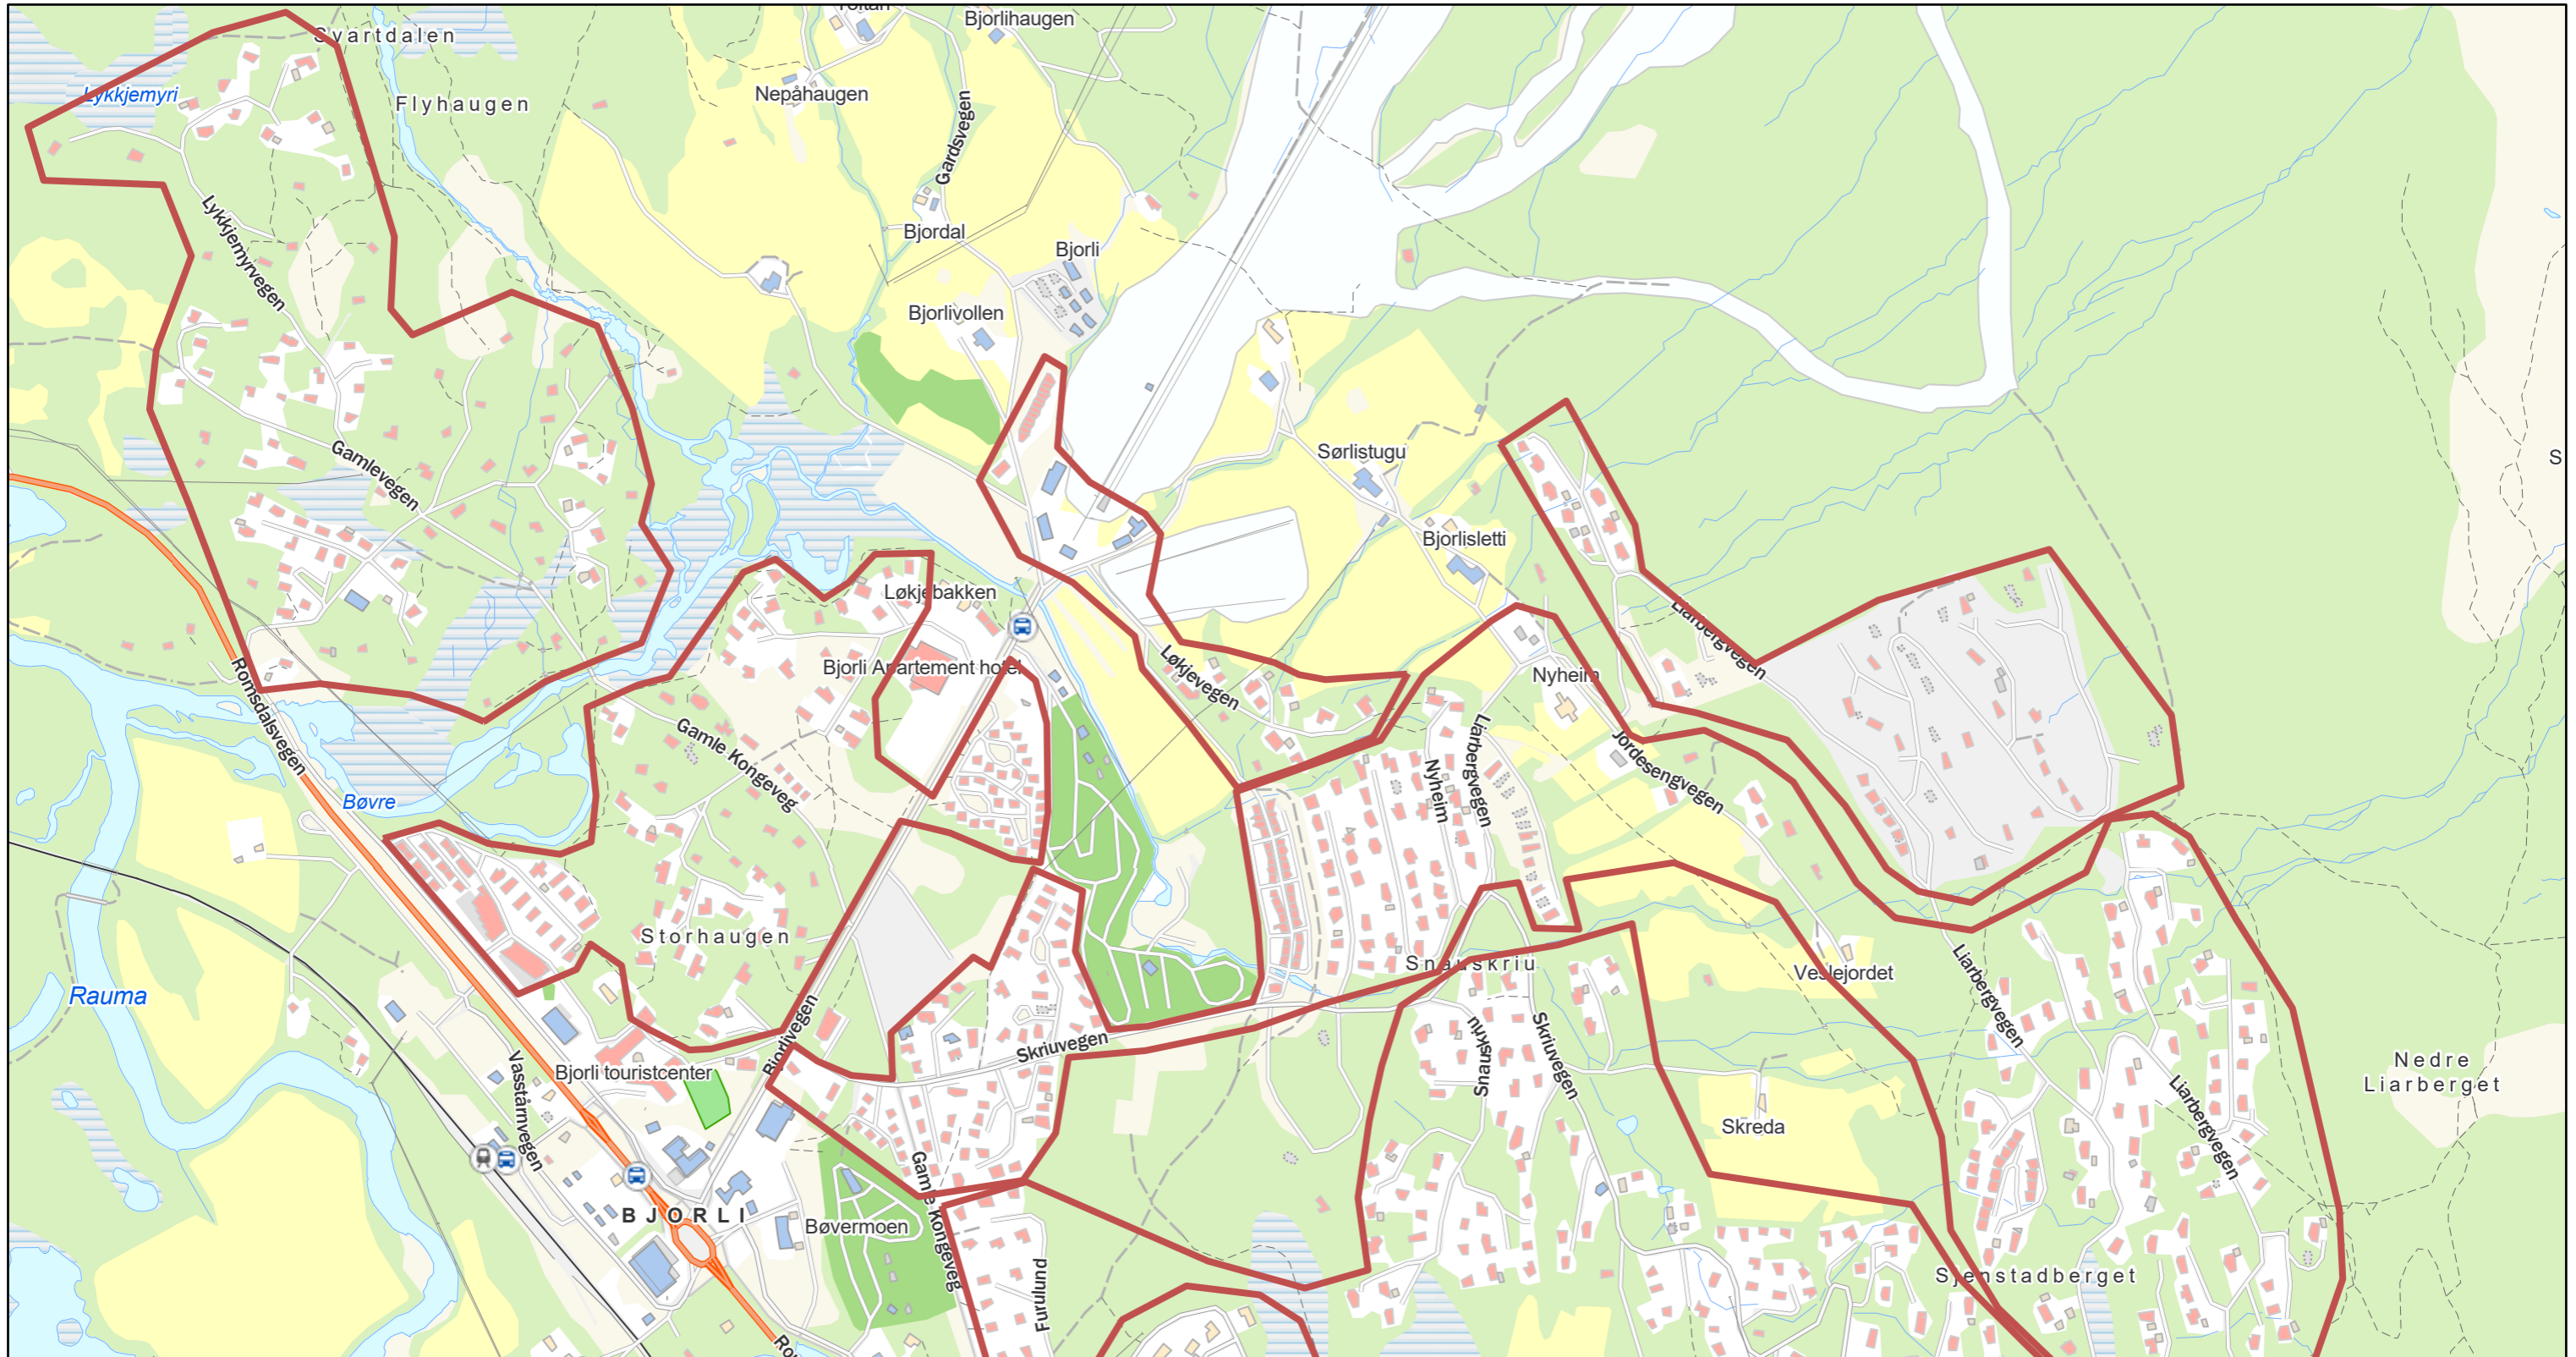 Bjorlihaugen
Svartdalen
Lykkjemyri
Flyhaugen
Nepåhaugen
Gardsvegen
Lykkjemyrvegen
Bjordal
Bjorli
Bjorlivollen
Sørlistugu
Gamlevegen
S
Bjorlisletti
Løkjebakken
Liarbergvegen
Romsdalsvegen
Bjorli Apartement hotel
Løkjevegen
Nyheim
Gamle Kongeveg
Liarbergvegen
Nyheim
Jordesengvegen
Bøvre
Storhaugen
Snauskriu
Veslejordet
Liarbergvegen
Rauma
Bjorlivegen
Skriuvegen
Snauskriu
Skriuvegen
Nedre
Liarberget
Vasstårnvegen
Bjorli touristcenter
Liarbergvegen
Skreda
BJORLI
Bøvermoen
Gamle Kongeveg
Furulund
Sjenstadberget